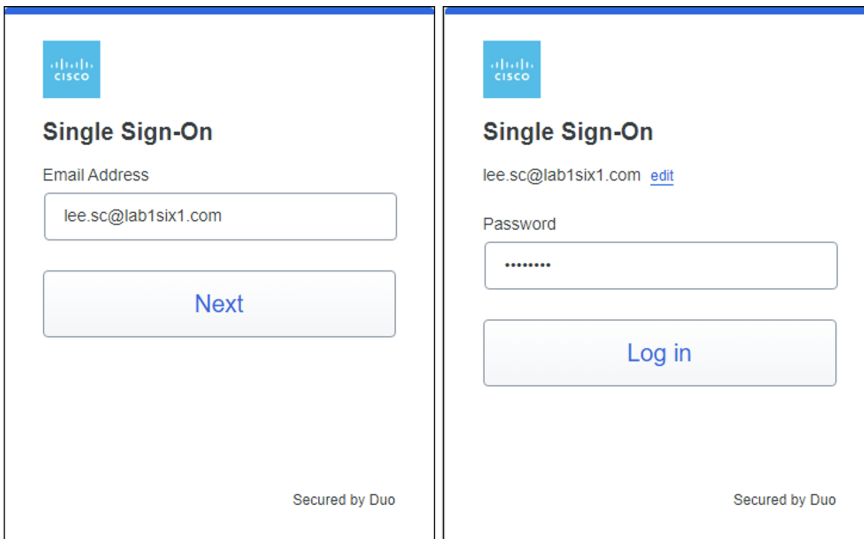 CISCO
Single Sign-On
Email Address
lee.sc@lab1six1.com
Next
Secured by Duo
CISCO
Single Sign-On
lee.sc@lab1six1.com edit
Password
••••••••
Log in
Secured by Duo